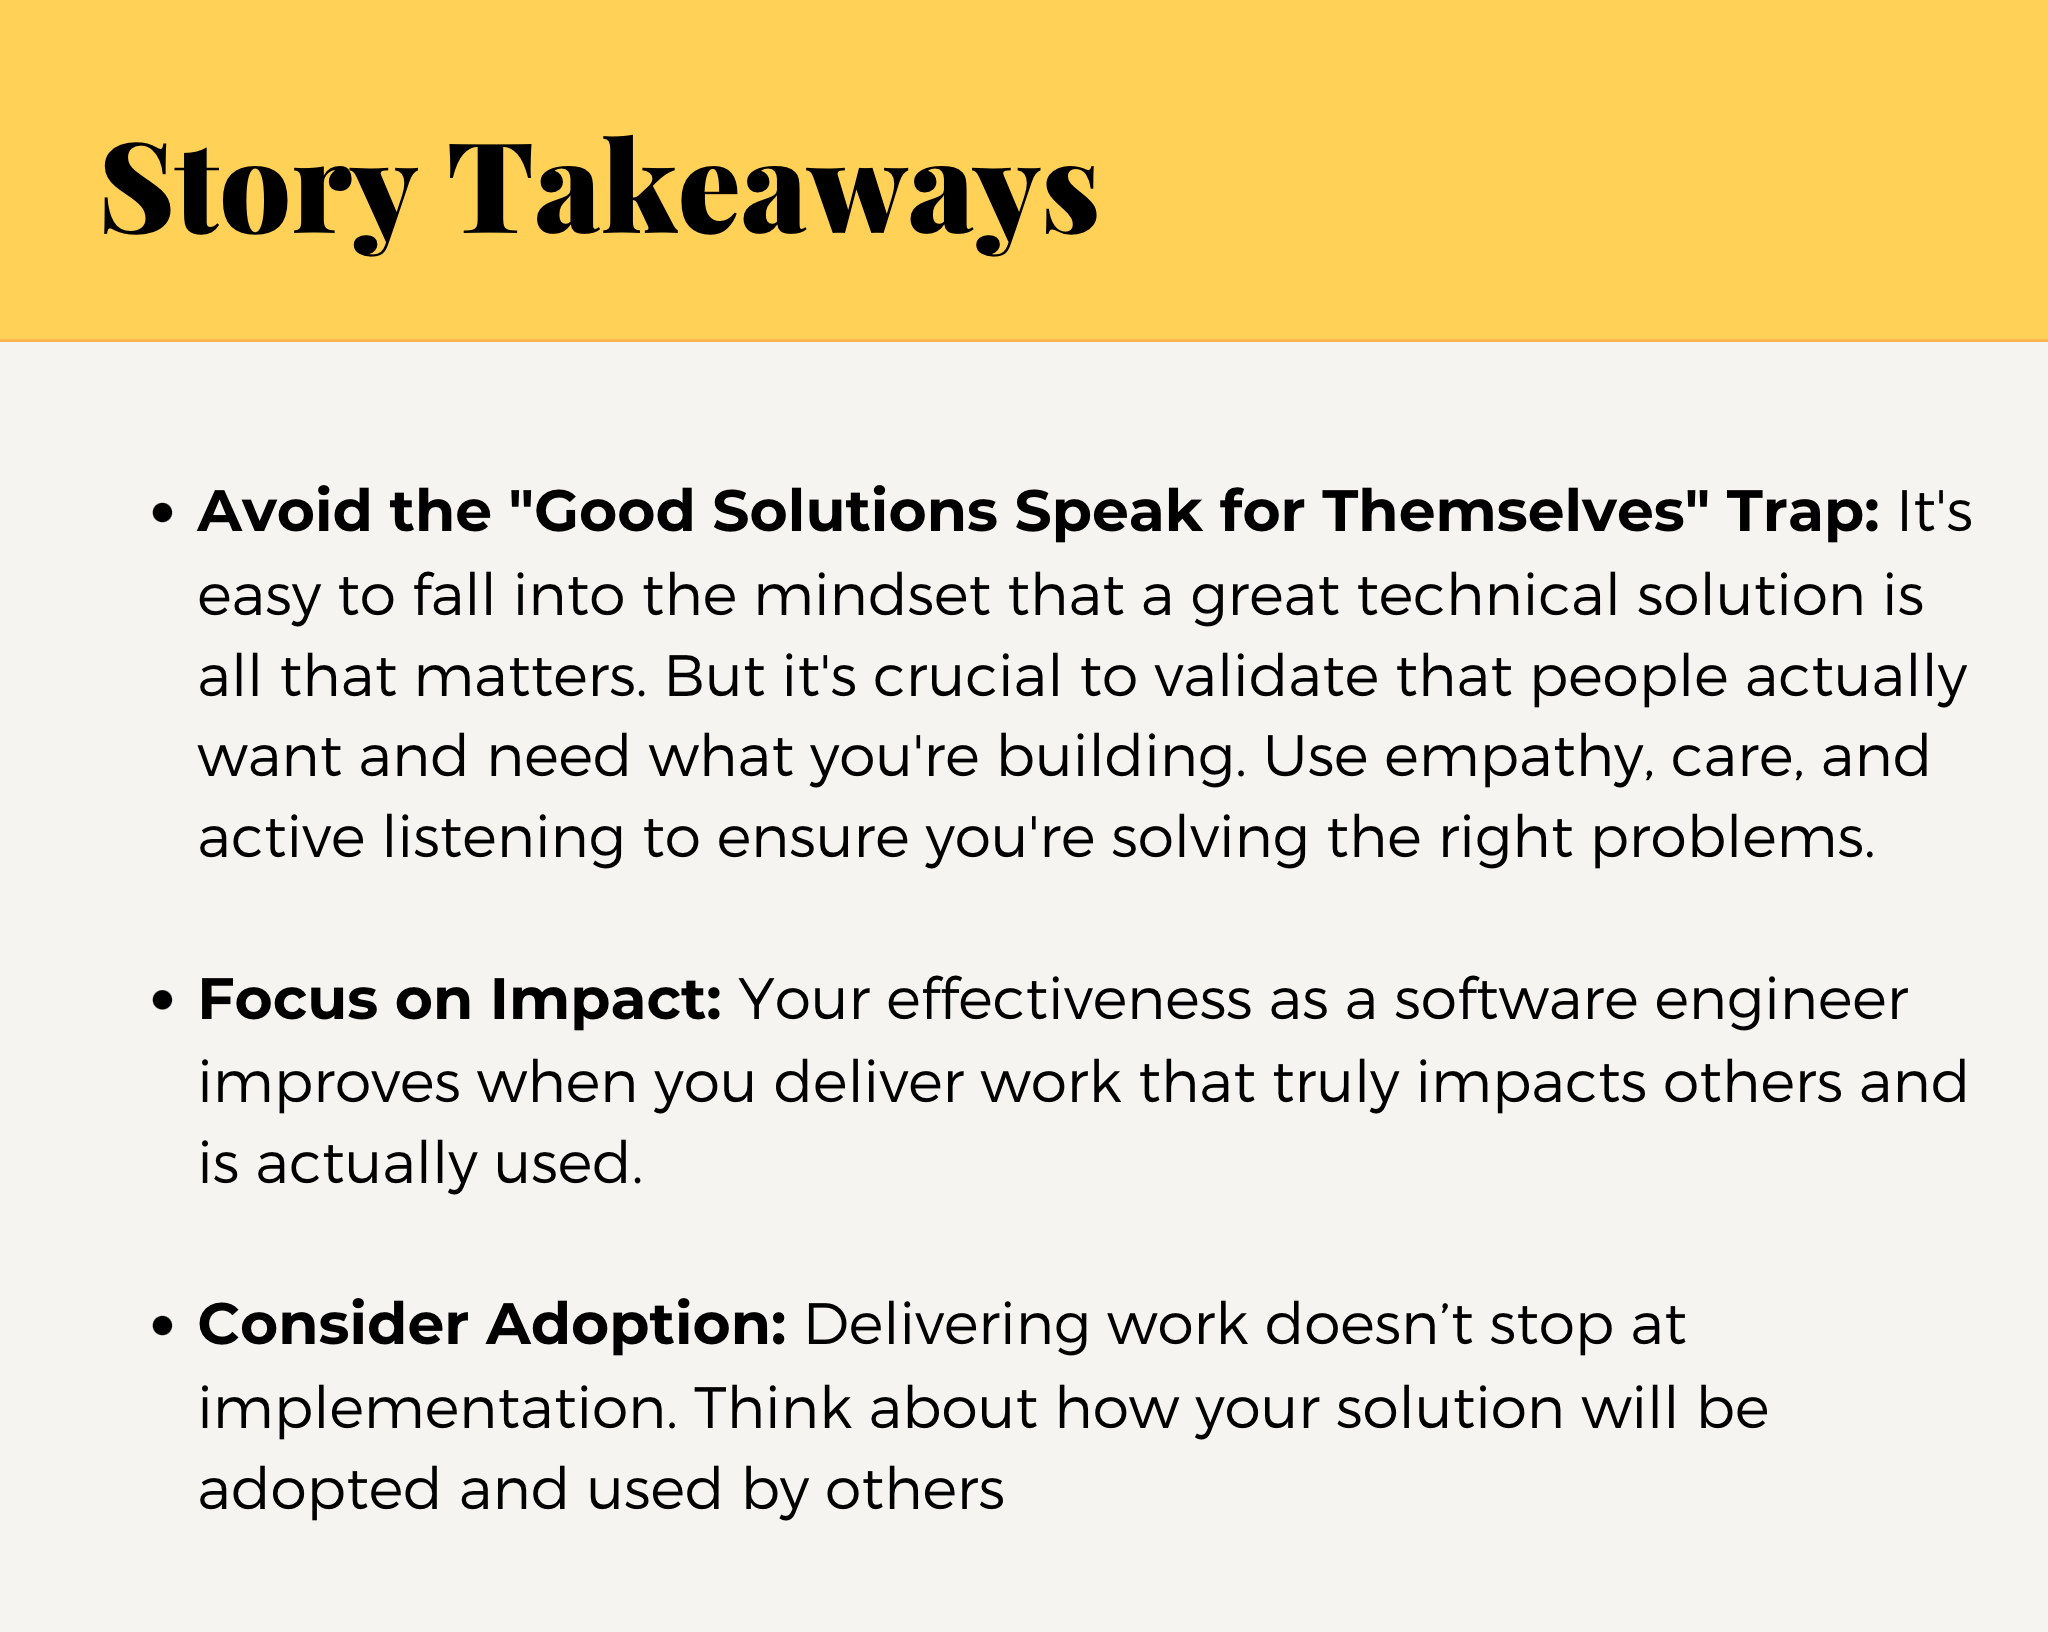 Story Takeaways
• Avoid the "Good Solutions Speak for Themselves" Trap: It's
easy to fall into the mindset that a great technical solution is
all that matters. But it's crucial to validate that people actually
want and need what you're building. Use empathy, care, and
active listening to ensure you're solving the right problems.
• Focus on Impact: Your effectiveness as a software engineer
improves when you deliver work that truly impacts others and
is actually used.
• Consider Adoption: Delivering work doesn’t stop at
implementation. Think about how your solution will be
adopted and used by others